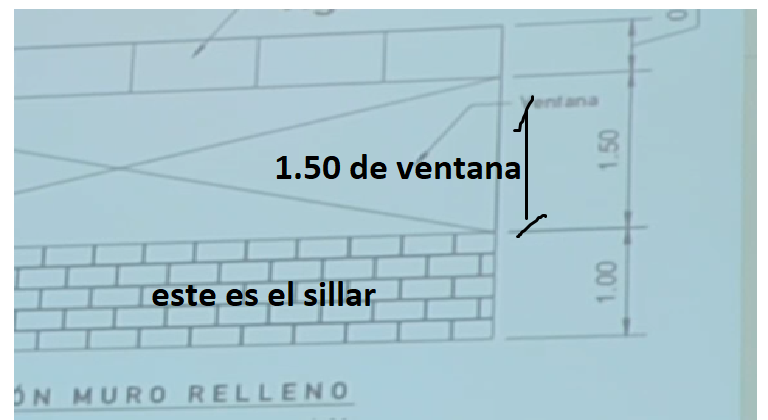 Ventana
1.50 de ventana
1.50
este es el sillar
1.00
ÓN MURO RELLENO